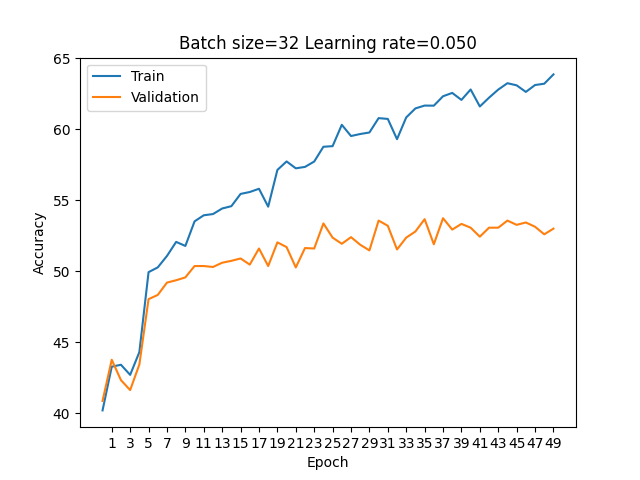 Batch size=32 Learning rate=0.050
Train
Validation
65
60
55
50
45
40
Accuracy
1 3 5 7 9 11 13 15 17 19 21 23 25 27 29 31 33 35 37 39 41 43 45 47 49
Epoch